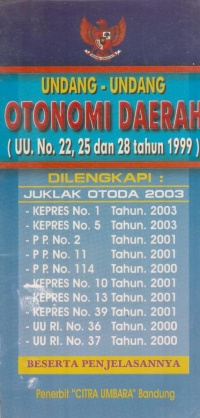 UNDANG - UNDANG
OTONOMI DAERAH
( UU. No. 22, 25 dan 28 tahun 1999 )
DILENGKAPI :
JUKLAK OTODA 2003
- KEPRES No. 1 Tahun. 2003
- KEPRES No. 5 Tahun. 2003
- P P. No. 2 Tahun. 2001
- P P. No. 11 Tahun. 2001
- P P. No. 114 Tahun. 2000
- KEPRES No. 10 Tahun. 2001
- KEPRES No. 13 Tahun. 2001
- KEPRES No. 39 Tahun. 2001
- UU RI. No. 36 Tahun. 2000
- UU RI. No. 37 Tahun. 2000
BESERTA PENJELASANNYA
Penerbit "CITRA UMBARA" Bandung